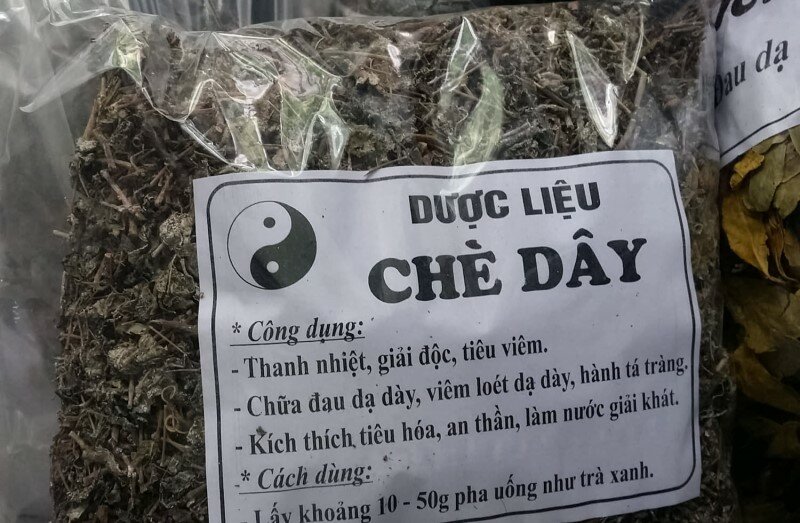 DƯỢC LIỆU
CHÈ DÂY
* Công dụng:
- Thanh nhiệt, giải độc, tiêu viêm.
- Chữa đau dạ dày, viêm loét dạ dày, hành tá tràng.
- Kích thích tiêu hóa, an thần, làm nước giải khát.
* Cách dùng:
- Lấy khoảng 10 - 50g pha uống như trà xanh.
đau dạ